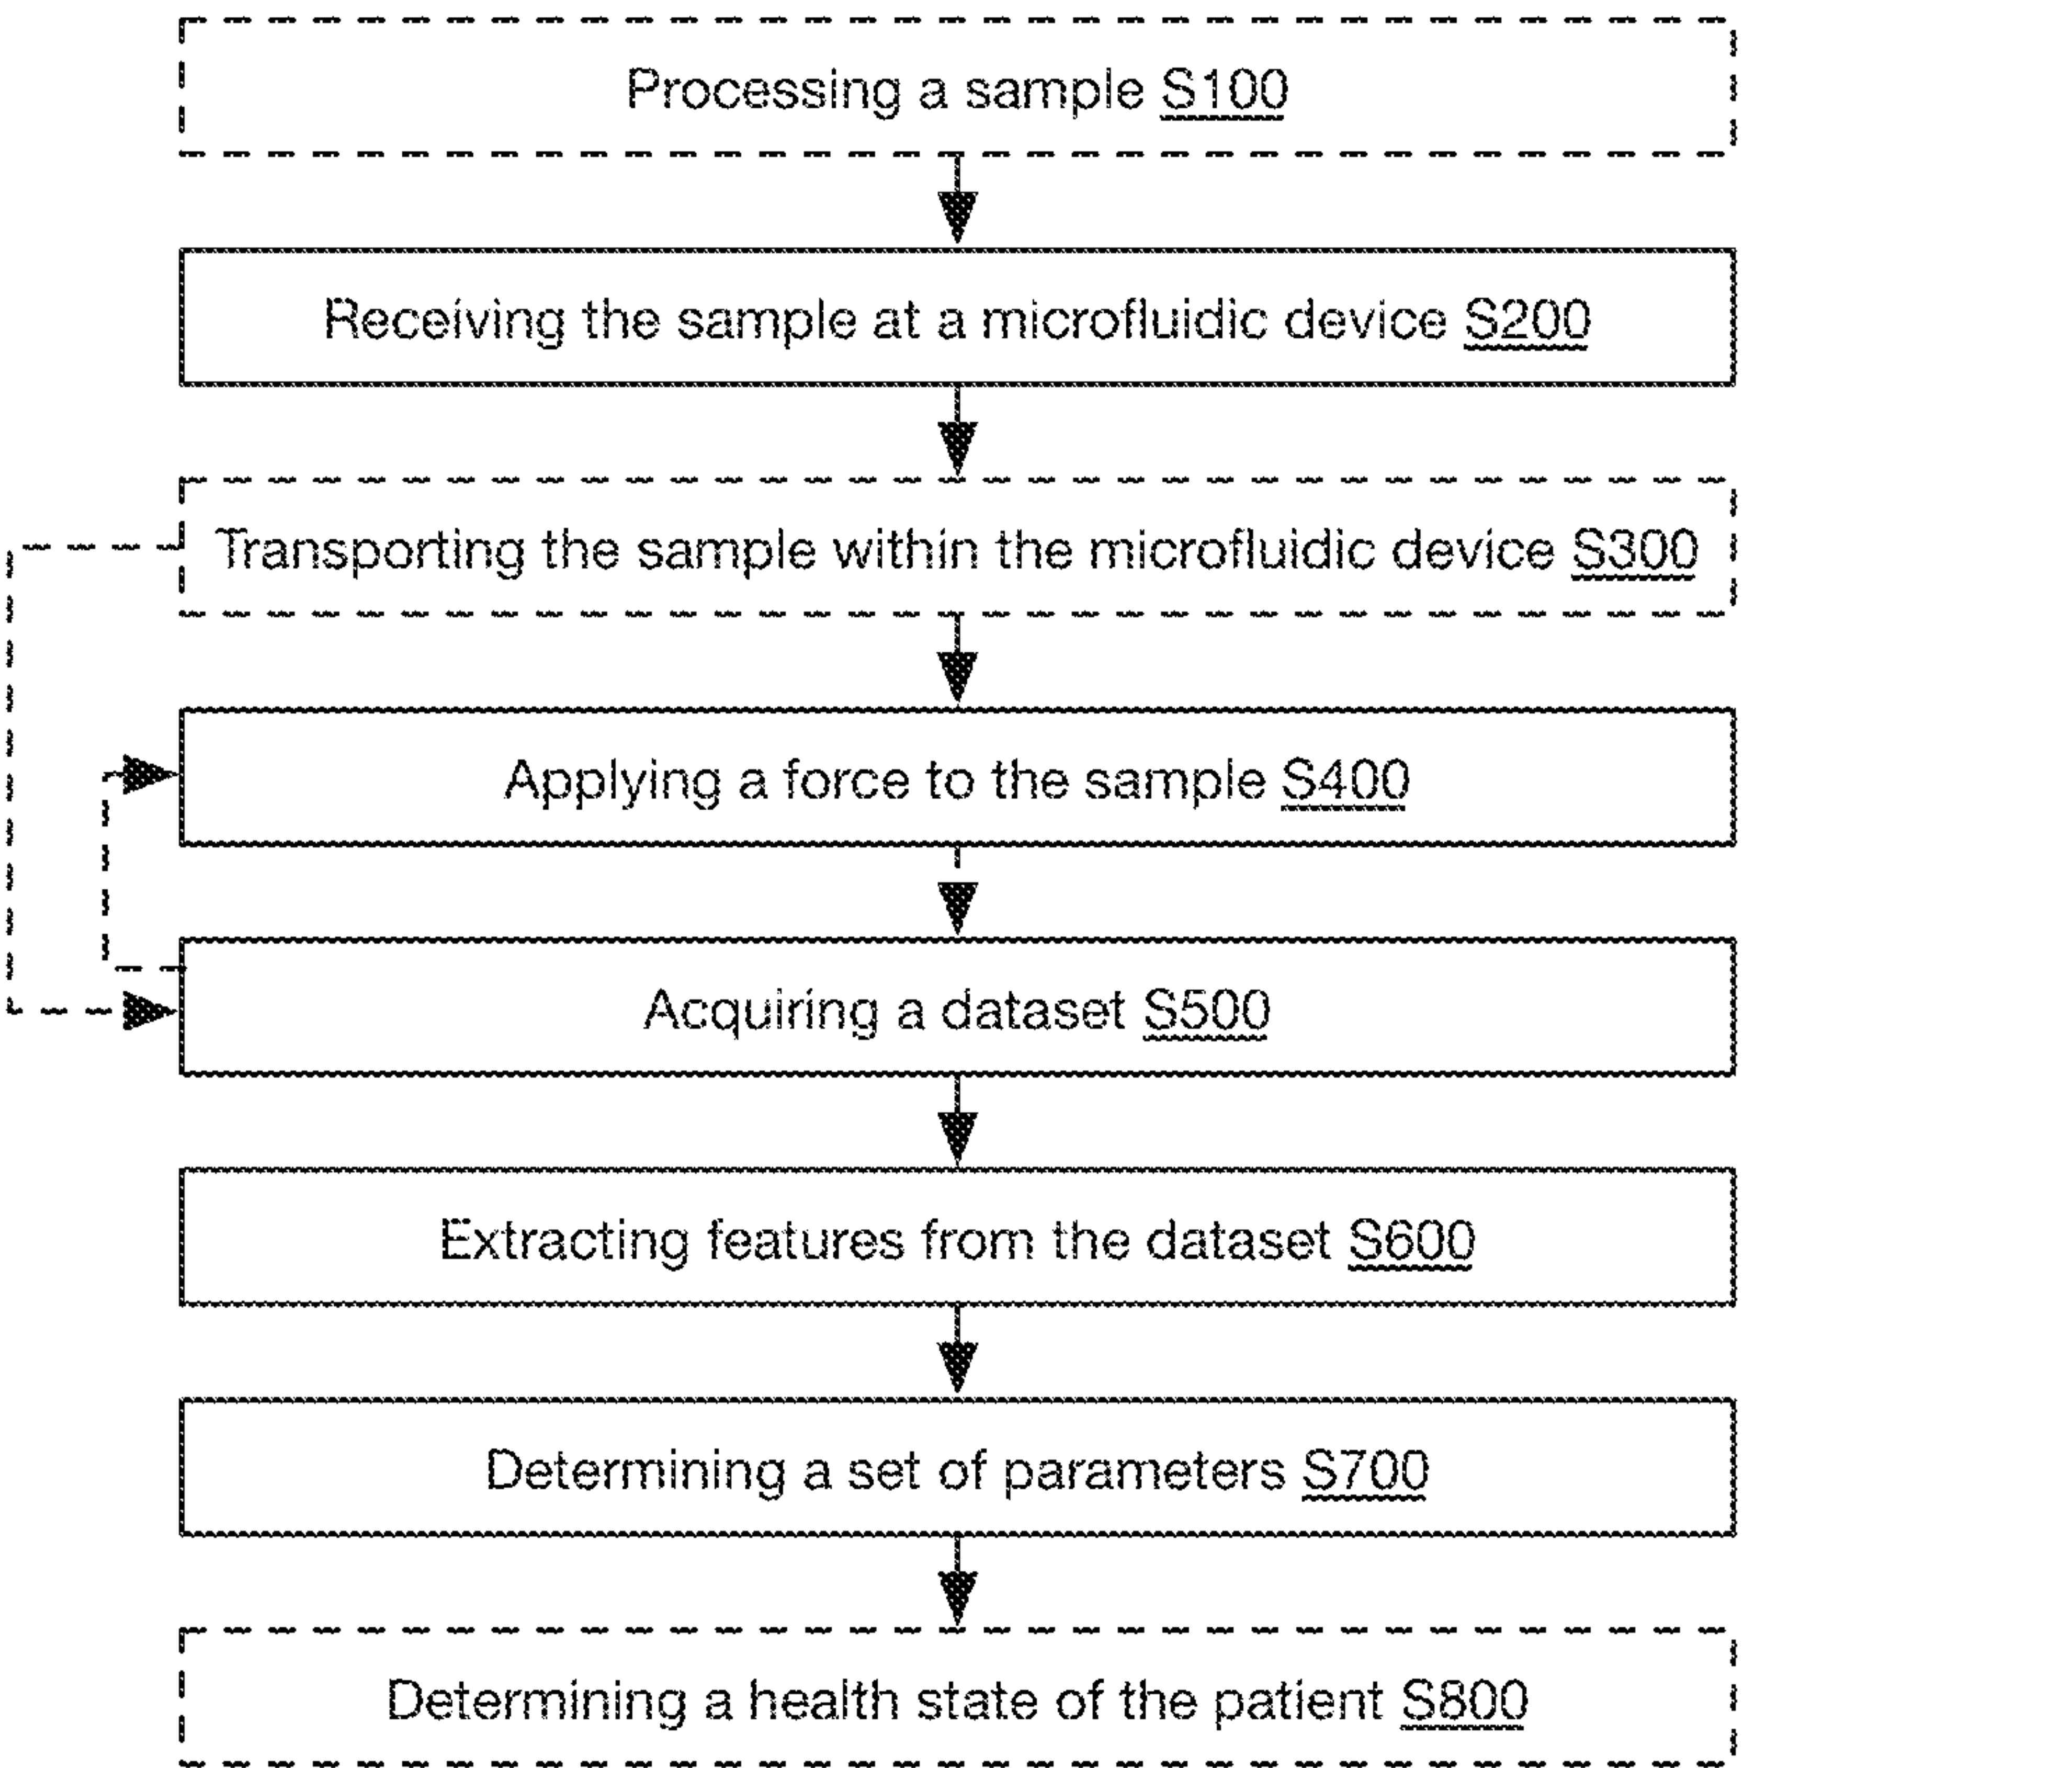 Processing a sample S100
Receiving the sample at a microfluidic device S200
Transporting the sample within the microfluidic device S300
Applying a force to the sample S400
Acquiring a dataset S500
Extracting features from the dataset S600
Determining a set of parameters S700
Determining a health state of the patient S800